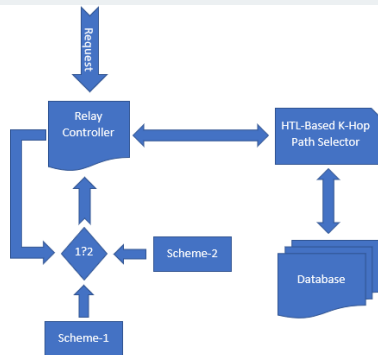 Request
Relay
Controller
HTL-Based K-Hop
Path Selector
1?2
Scheme-2
Database
Scheme-1